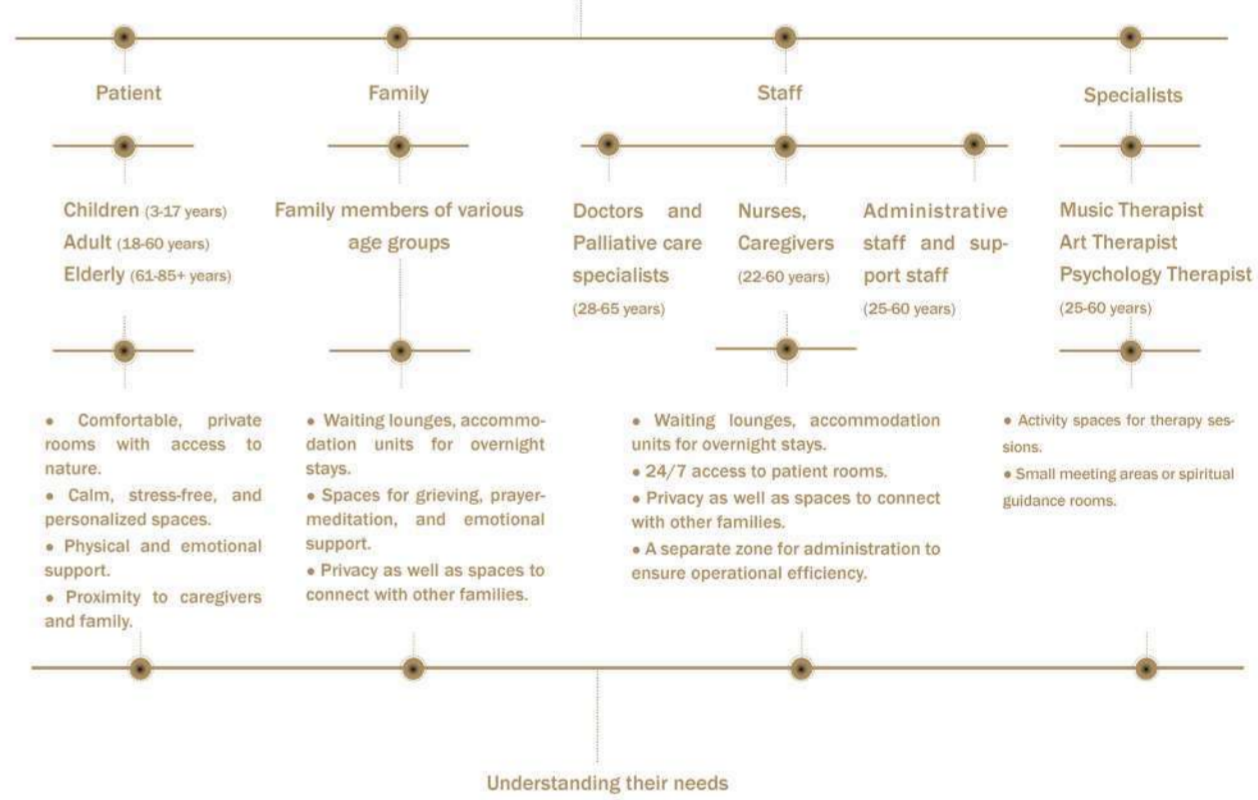 Patient
Family
Staff
Specialists
Children (3-17 years)
Adult (18-60 years)
Elderly (61-85+ years)
Family members of various
age groups
Doctors and
Palliative care
specialists
(28-65 years)
Nurses,
Caregivers
(22-60 years)
Administrative
staff and sup-
port staff
(25-60 years)
Music Therapist
Art Therapist
Psychology Therapist
(25-60 years)
• Comfortable, private
rooms with access to
nature.
• Calm, stress-free, and
personalized spaces.
• Physical and emotional
support.
• Proximity to caregivers
and family.
• Waiting lounges, accommo-
dation units for overnight
stays.
• Spaces for grieving, prayer-
meditation, and emotional
support.
• Privacy as well as spaces to
connect with other families.
• Waiting lounges, accommodation
units for overnight stays.
• 24/7 access to patient rooms.
• Privacy as well as spaces to connect
with other families.
• A separate zone for administration to
ensure operational efficiency.
• Activity spaces for therapy ses-
sions.
• Small meeting areas or spiritual
guidance rooms.
Understanding their needs